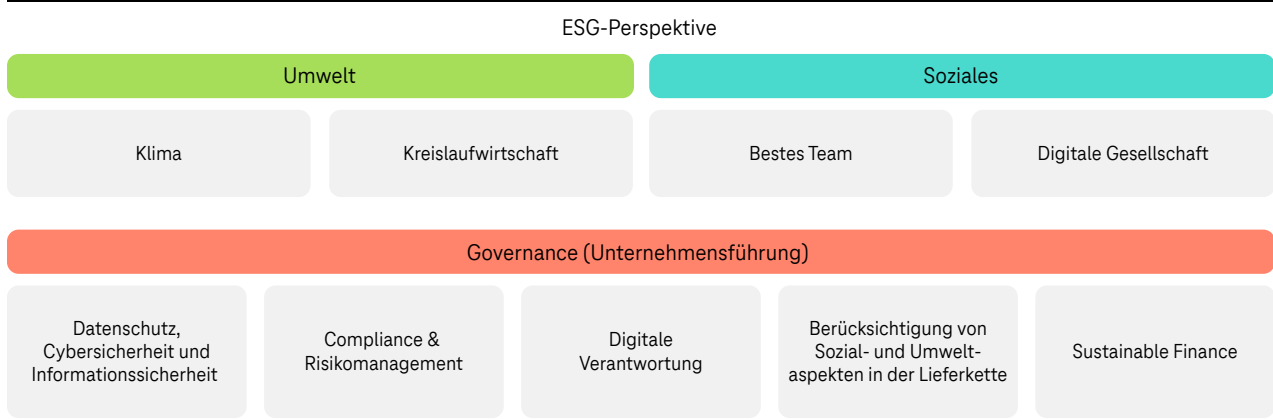 ESG-Perspektive
Umwelt
Soziales
Klima
Kreislaufwirtschaft
Bestes Team
Digitale Gesellschaft
Governance (Unternehmensführung)
Datenschutz,
Cybersicherheit und
Informationssicherheit
Compliance &
Risikomanagement
Digitale
Verantwortung
Berücksichtigung von
Sozial- und Umwelt-
aspekten in der Lieferkette
Sustainable Finance